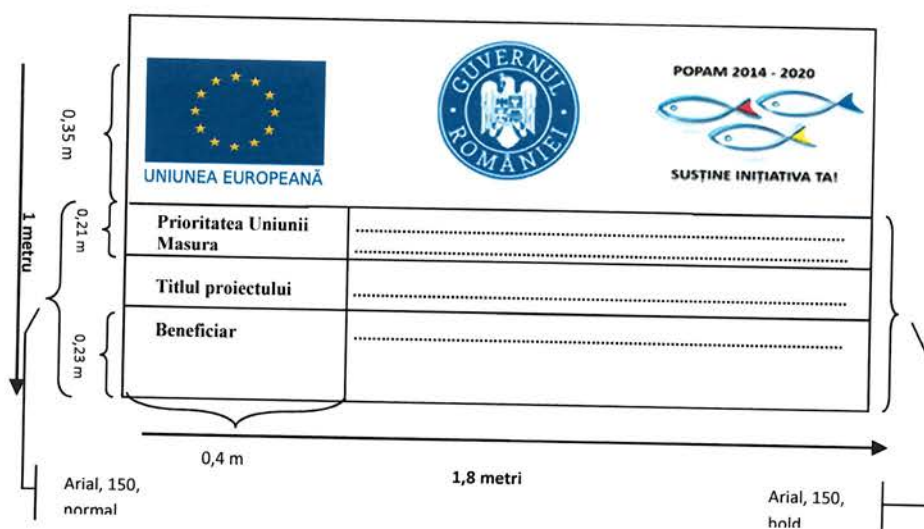 GUVERNUL ROMÂNIEI
POPAM 2014 - 2020
UNIUNEA EUROPEANĂ
SUSȚINE INIȚIATIVA TA!
0,35 m
1 metru
0,21 m
Prioritatea Uniunii
Masura
Titlul proiectului
Beneficiar
0,23 m
0,4 m
1,8 metri
Arial, 150,
normal
Arial, 150,
bold